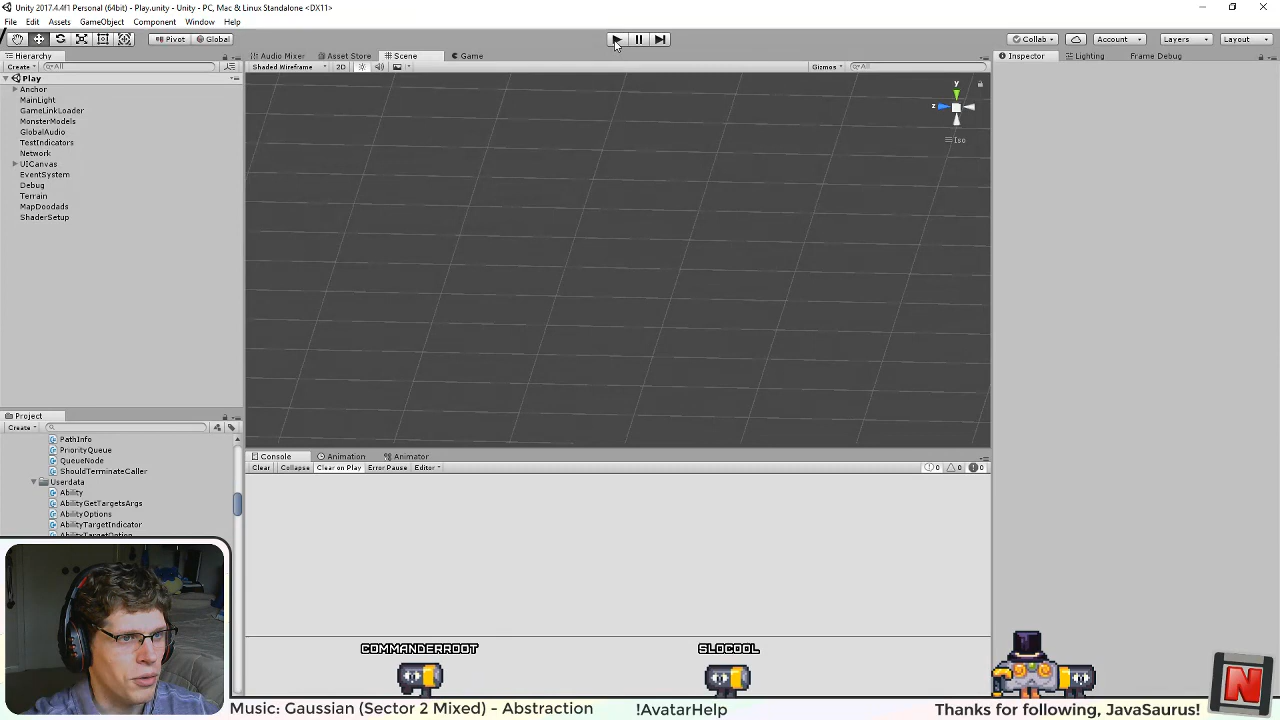 Unity 2017.4.4f1 Personal (64bit) - Play.unity - Unity - PC, Mac & Linux Standalone <DX11>
File Edit Assets GameObject Component Window Help
Pivot Global Collab Account Layers Layout
Hierarchy Audio Mixer Asset Store Scene Game Inspector Lighting Frame Debug
Create All Shaded Wireframe 2D Gizmos All
Play
Anchor
MainLight
GameLinkLoader
MonsterModels
GlobalAudio
TestIndicators
Network
UICanvas
EventSystem
Debug
Terrain
MapDoodads
ShaderSetup
y
z
Iso
Project
Create
PathInfo
PriorityQueue
QueueNode
ShouldTerminateCaller
Userdata
Ability
AbilityGetTargetsArgs
AbilityOptions
AbilityTargetIndicator
AbilityTargetOption
Console Animation Animator
Clear Collapse Clear on Play Error Pause Editor 0 0 0
COMMANDERROOT SLOCOOL
N
Music: Gaussian (Sector 2 Mixed) - Abstraction !AvatarHelp Thanks for following, JavaSaurus!